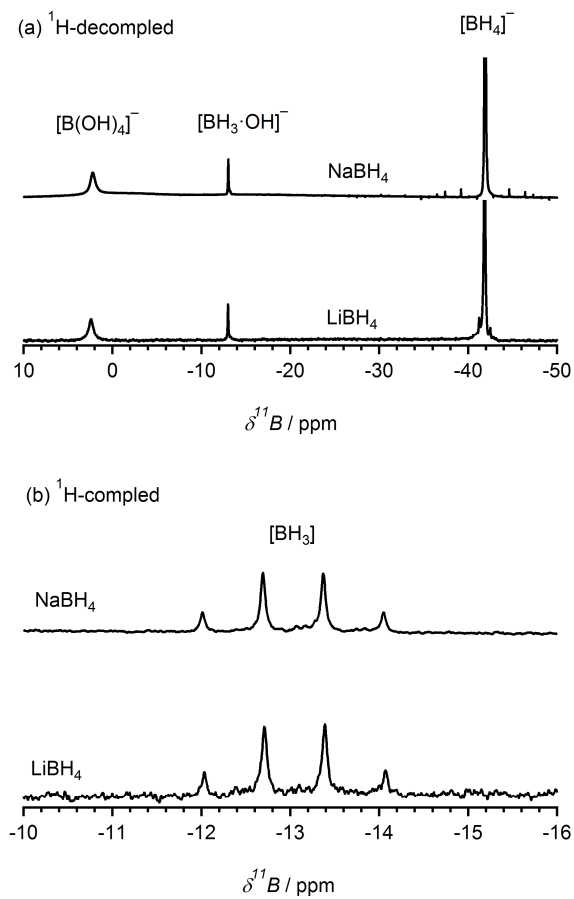 (a) ¹H-decompled
[BH₄]⁻
[B(OH)₄]⁻ [BH₃·OH]⁻
NaBH₄
LiBH₄
10 0 -10 -20 -30 -40 -50
δ¹¹B / ppm
(b) ¹H-compled
[BH₃]
NaBH₄
LiBH₄
-10 -11 -12 -13 -14 -15 -16
δ¹¹B / ppm